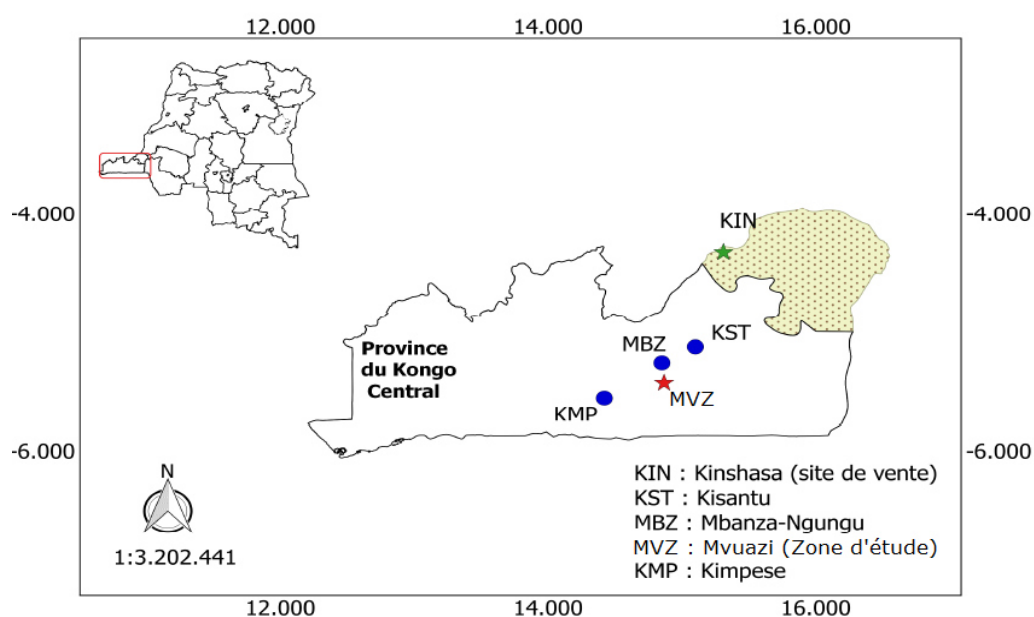 12.000 14.000 16.000
-4.000 -4.000
KIN
KST
MBZ
Province
du Kongo
Central
MVZ
KMP
-6.000 -6.000
N
KIN : Kinshasa (site de vente)
KST : Kisantu
MBZ : Mbanza-Ngungu
MVZ : Mvuazi (Zone d'étude)
KMP : Kimpese
1:3.202.441
12.000 14.000 16.000